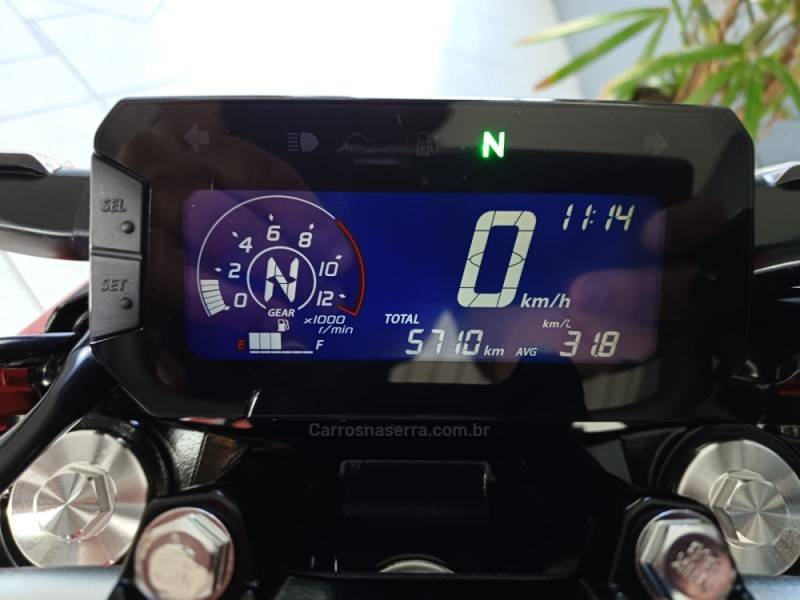 N
SEL
SET
11:14
0 km/h
2 4 6 8 10 12
0
N
GEAR
x1000
r/min
E F
TOTAL
5710 km
km/L
AVG 31.8
Carrosnaserra.com.br